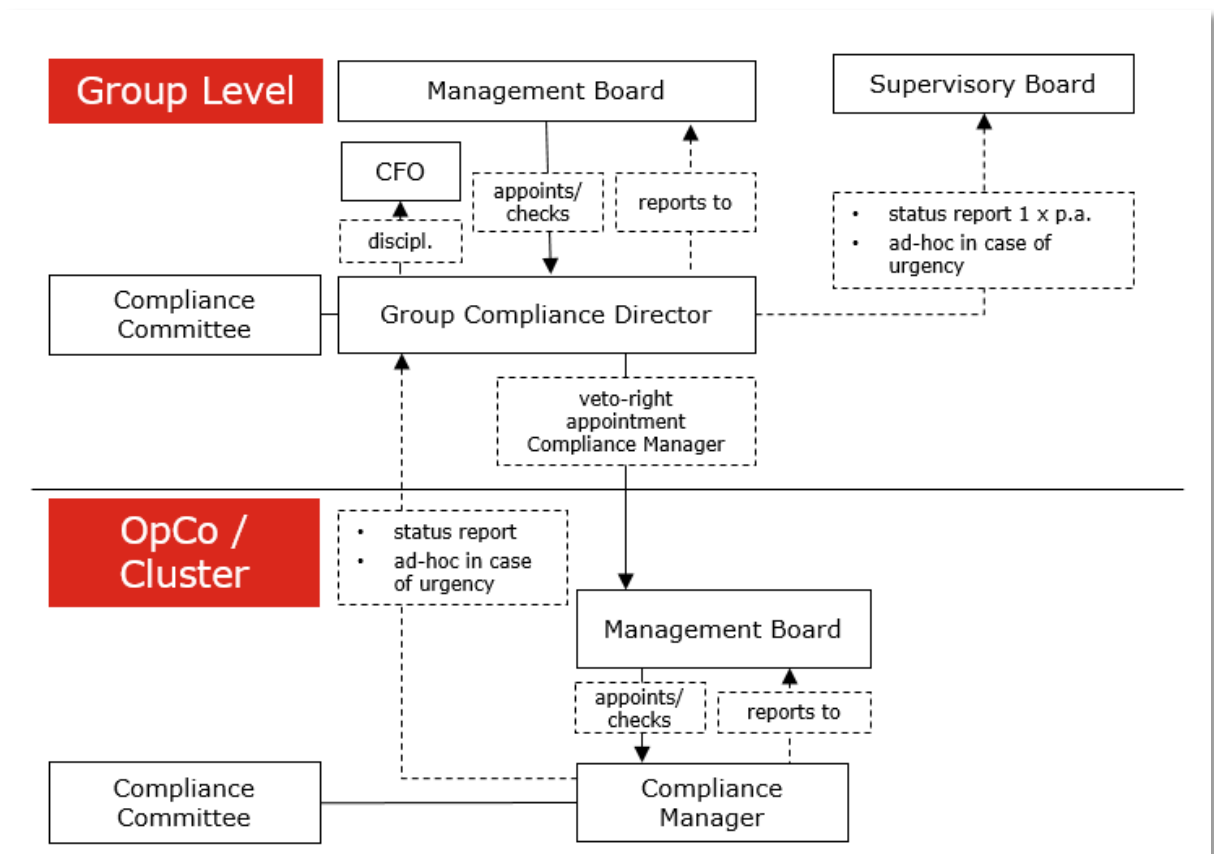 Group Level
Management Board
Supervisory Board
CFO
appoints/
checks
reports to
• status report 1 x p.a.
• ad-hoc in case of
urgency
discipl.
Compliance
Committee
Group Compliance Director
veto-right
appointment
Compliance Manager
OpCo /
Cluster
• status report
• ad-hoc in case
of urgency
Management Board
appoints/
checks
reports to
Compliance
Committee
Compliance
Manager